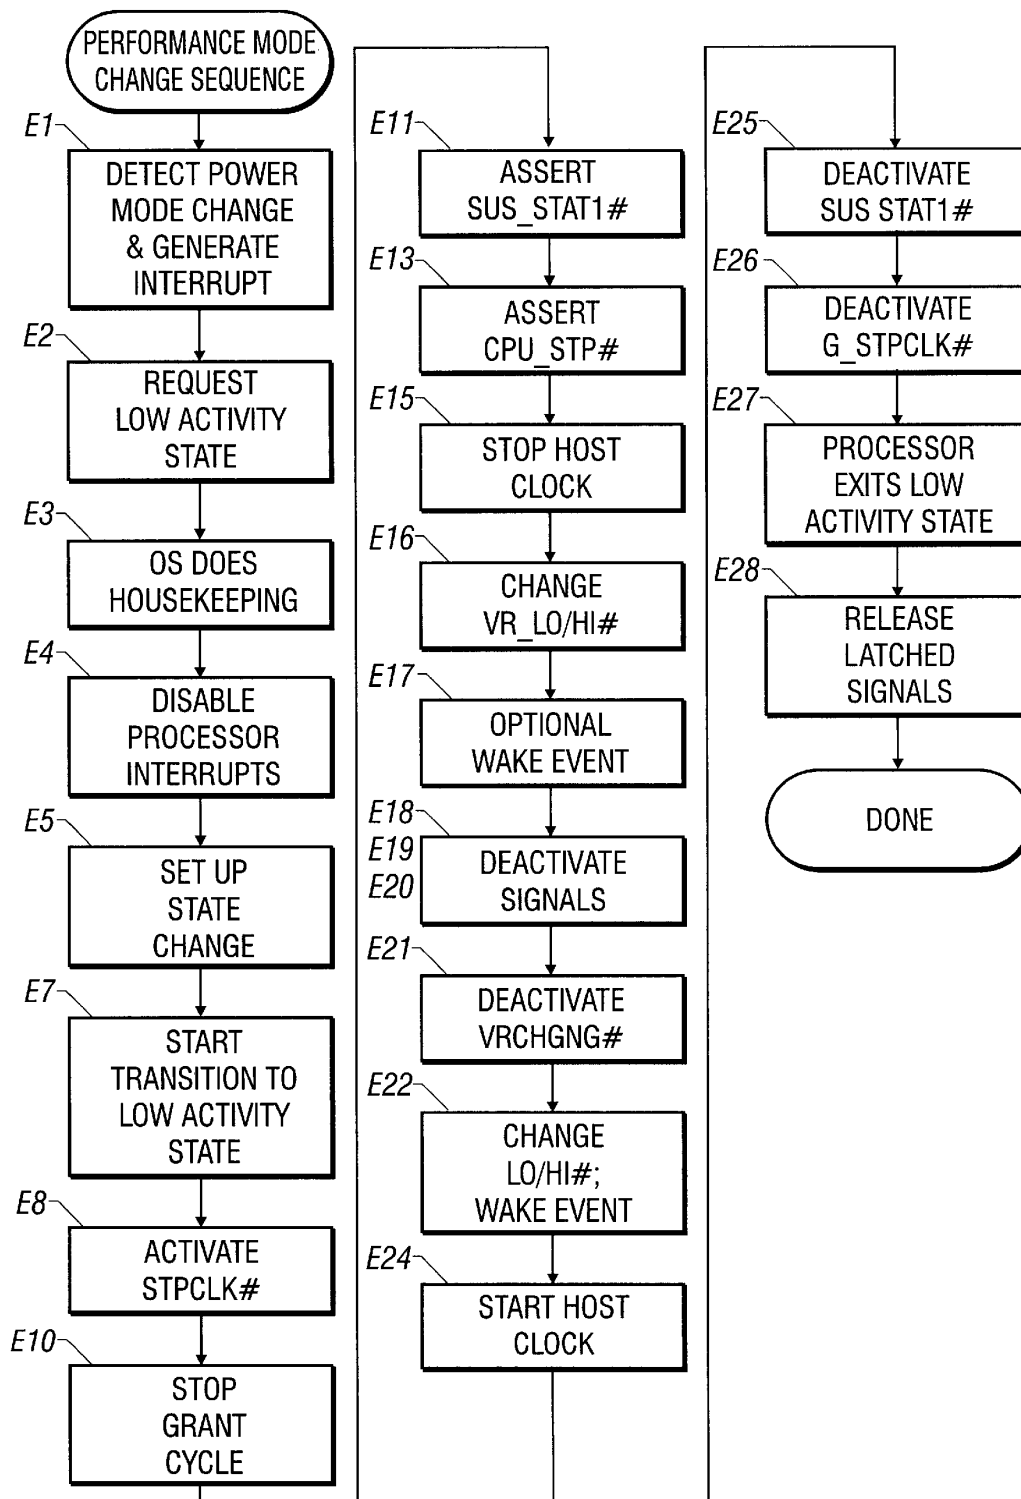 PERFORMANCE MODE
CHANGE SEQUENCE
E1
DETECT POWER
MODE CHANGE
& GENERATE
INTERRUPT
E2
REQUEST
LOW ACTIVITY
STATE
E3
OS DOES
HOUSEKEEPING
E4
DISABLE
PROCESSOR
INTERRUPTS
E5
SET UP
STATE
CHANGE
E7
START
TRANSITION TO
LOW ACTIVITY
STATE
E8
ACTIVATE
STPCLK#
E10
STOP
GRANT
CYCLE
E11
ASSERT
SUS_STAT1#
E13
ASSERT
CPU_STP#
E15
STOP HOST
CLOCK
E16
CHANGE
VR_LO/HI#
E17
OPTIONAL
WAKE EVENT
E18
E19
E20
DEACTIVATE
SIGNALS
E21
DEACTIVATE
VRCHGNG#
E22
CHANGE
LO/HI#;
WAKE EVENT
E24
START HOST
CLOCK
E25
DEACTIVATE
SUS STAT1#
E26
DEACTIVATE
G_STPCLK#
E27
PROCESSOR
EXITS LOW
ACTIVITY STATE
E28
RELEASE
LATCHED
SIGNALS
DONE